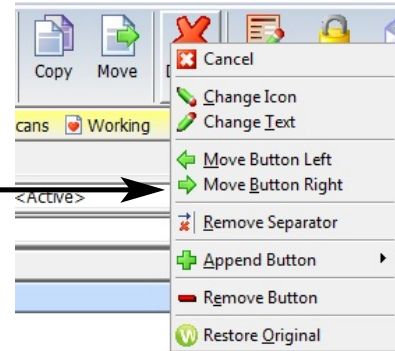 Copy Move
Cancel
Change Icon
cans Working
Change Text
Move Button Left
Move Button Right
<Active>
Remove Separator
Append Button
Remove Button
Restore Original